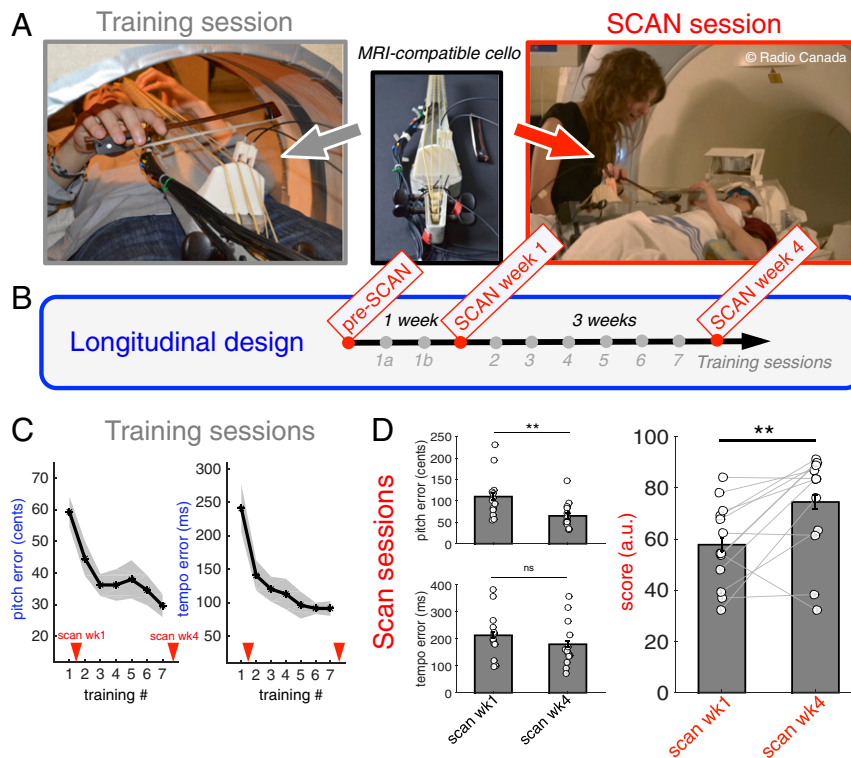 A
Training session
SCAN session
MRI-compatible cello
© Radio Canada
B
Longitudinal design
pre-SCAN
1 week
SCAN week 1
3 weeks
SCAN week 4
1a
1b
2
3
4
5
6
7
Training sessions
C
Training sessions
pitch error (cents)
70
60
50
40
30
20
scan wk1
scan wk4
1 2 3 4 5 6 7
training #
tempo error (ms)
300
250
200
150
100
50
1 2 3 4 5 6 7
training #
D
Scan sessions
pitch error (cents)
250
200
150
100
50
0
**
tempo error (ms)
400
300
200
100
0
ns
scan wk1
scan wk4
score (a.u.)
100
80
60
40
20
0
**
scan wk1
scan wk4